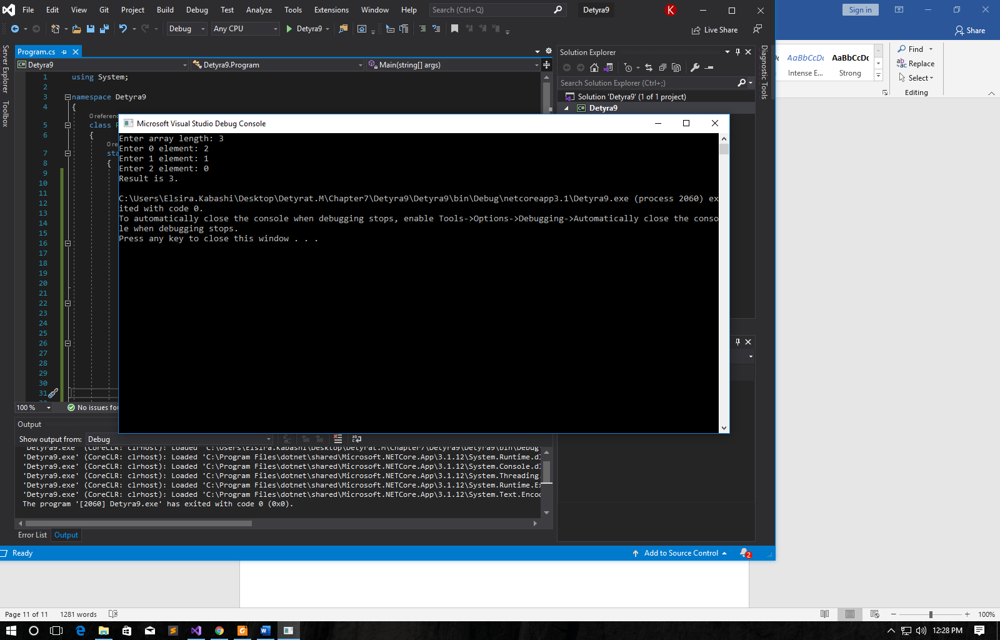 File Edit View Git Project Build Debug Test Analyze Tools Extensions Window Help Search (Ctrl+Q) Detyra9 K
Sign in
Debug Any CPU Detyra9 Live Share
Share
Server Explorer
Toolbox
Program.cs
Detyra9 Detyra9.Program Main(string[] args)
1 using System;
2
3 namespace Detyra9
4 {
0
5 class
6 {
0
7
8 {
9
10
11
12
13
14
15
16
17
18
19
20
21
22
23
24
25
26
27
28
29
30
31
100 % No issues
Solution Explorer
Search Solution Explorer (Ctrl+;)
Solution 'Detyra9' (1 of 1 project)
C# Detyra9
Diagnostic Tools
AaBbCcDc AaBbCcDc
Intense E... Strong
Find
Replace
Select
Editing
Microsoft Visual Studio Debug Console
Enter array length: 3
Enter 0 element: 2
Enter 1 element: 1
Enter 2 element: 0
Result is 3.
C:\Users\Elsira.Kabashi\Desktop\Detyrat.M\Chapter7\Detyra9\Detyra9\bin\Debug\netcoreapp3.1\Detyra9.exe (process 2060) ex
ited with code 0.
To automatically close the console when debugging stops, enable Tools->Options->Debugging->Automatically close the conso
le when debugging stops.
Press any key to close this window . . .
Output
Show output from: Debug
'Detyra9.exe' (CoreCLR: clrhost): Loaded 'C:\Users\Elsira.Kabashi\Desktop\Detyrat.M\Chapter7\Detyra9\Detyra9\bin\Debug
'Detyra9.exe' (CoreCLR: clrhost): Loaded 'C:\Program Files\dotnet\shared\Microsoft.NETCore.App\3.1.12\System.Runtime.d
'Detyra9.exe' (CoreCLR: clrhost): Loaded 'C:\Program Files\dotnet\shared\Microsoft.NETCore.App\3.1.12\System.Console.d
'Detyra9.exe' (CoreCLR: clrhost): Loaded 'C:\Program Files\dotnet\shared\Microsoft.NETCore.App\3.1.12\System.Threading.
'Detyra9.exe' (CoreCLR: clrhost): Loaded 'C:\Program Files\dotnet\shared\Microsoft.NETCore.App\3.1.12\System.Runtime.Ex
'Detyra9.exe' (CoreCLR: clrhost): Loaded 'C:\Program Files\dotnet\shared\Microsoft.NETCore.App\3.1.12\System.Text.Encod
The program '[2060] Detyra9.exe' has exited with code 0 (0x0).
Error List Output
Ready Add to Source Control 2
Page 11 of 11 1281 words 100%
12:28 PM